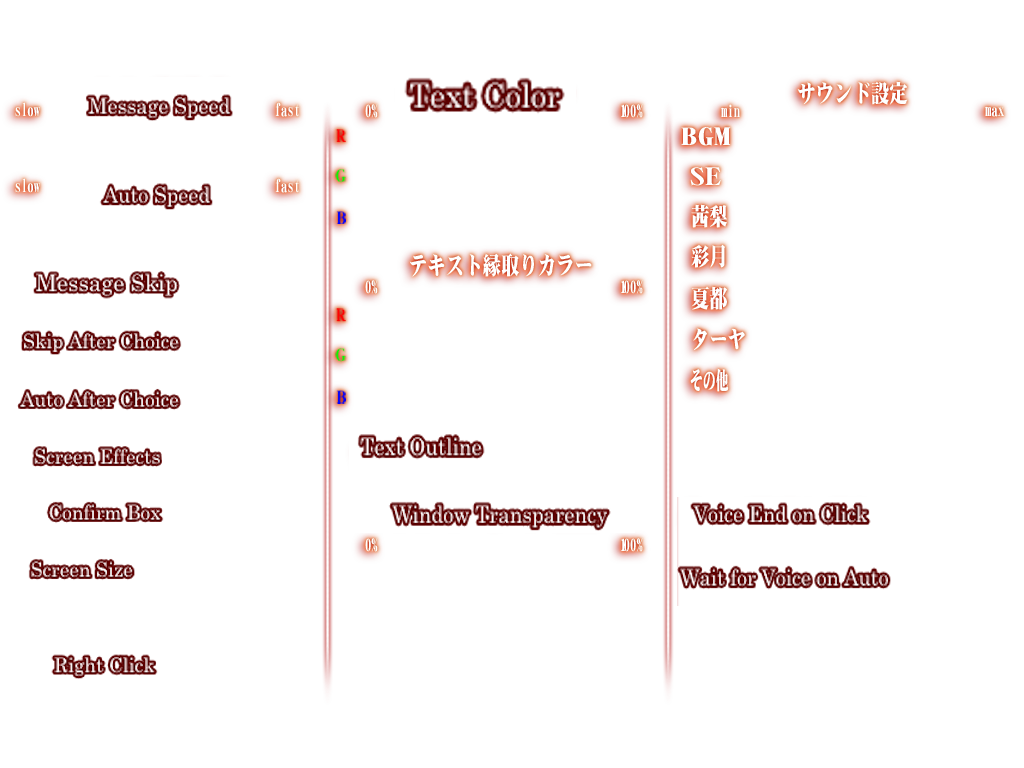 slow Message Speed fast
slow Auto Speed fast
Message Skip
Skip After Choice
Auto After Choice
Screen Effects
Confirm Box
Screen Size
Right Click
Text Color
0% 100%
R
G
B
テキスト縁取りカラー
0% 100%
R
G
B
Text Outline
Window Transparency
0% 100%
サウンド設定
min max
BGM
SE
茜梨
彩月
夏都
ターヤ
その他
Voice End on Click
Wait for Voice on Auto